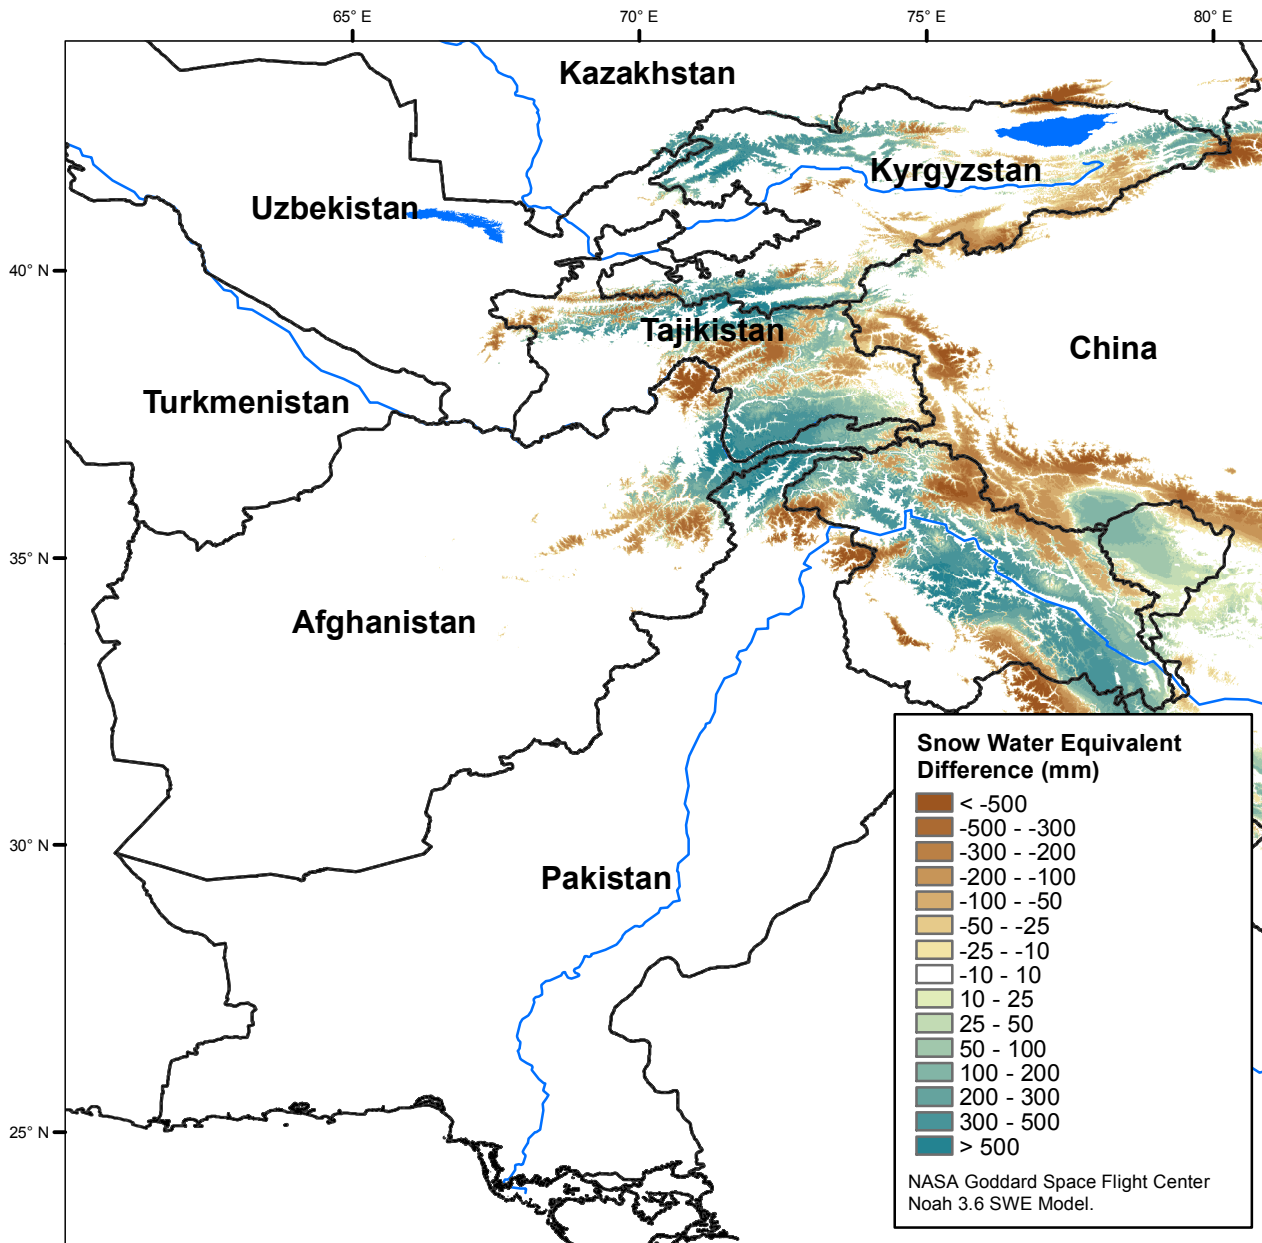 65° E
70° E
75° E
80° E
40° N
35° N
30° N
25° N
Kazakhstan
Kyrgyzstan
Uzbekistan
Tajikistan
China
Turkmenistan
Afghanistan
Pakistan
Snow Water Equivalent
Difference (mm)
< -500
-500 - -300
-300 - -200
-200 - -100
-100 - -50
-50 - -25
-25 - -10
-10 - 10
10 - 25
25 - 50
50 - 100
100 - 200
200 - 300
300 - 500
> 500
NASA Goddard Space Flight Center
Noah 3.6 SWE Model.